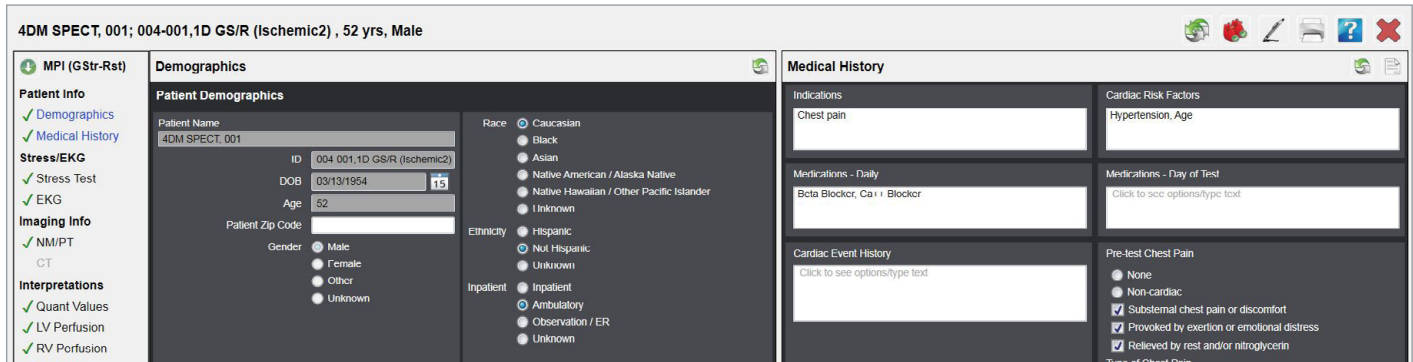 4DM SPECT, 001; 004-001,1D GS/R (Ischemic2) , 52 yrs, Male
MPI (GStr-Rst)
Patient Info
Demographics
Medical History
Stress/EKG
Stress Test
EKG
Imaging Info
NM/PT
CT
Interpretations
Quant Values
LV Perfusion
RV Perfusion
Demographics
Patient Demographics
Patient Name
4DM SPECT, 001
ID 004 001,1D GS/R (Ischemic2)
DOB 03/13/1954 15
Age 52
Patient Zip Code
Gender Male
Female
Other
Unknown
Race Caucasian
Black
Asian
Native American / Alaska Native
Native Hawaiian / Other Pacific Islander
Unknown
Ethnicity Hispanic
Not Hispanic
Unknown
Inpatient Inpatient
Ambulatory
Observation / ER
Unknown
Medical History
Indications
Chest pain
Cardiac Risk Factors
Hypertension, Age
Medications - Daily
Beta Blocker, Ca++ Blocker
Medications - Day of Test
Click to see options/type text
Cardiac Event History
Click to see options/type text
Pre-test Chest Pain
None
Non-cardiac
Substernal chest pain or discomfort
Provoked by exertion or emotional distress
Relieved by rest and/or nitroglycerin
Type of Chest Pain